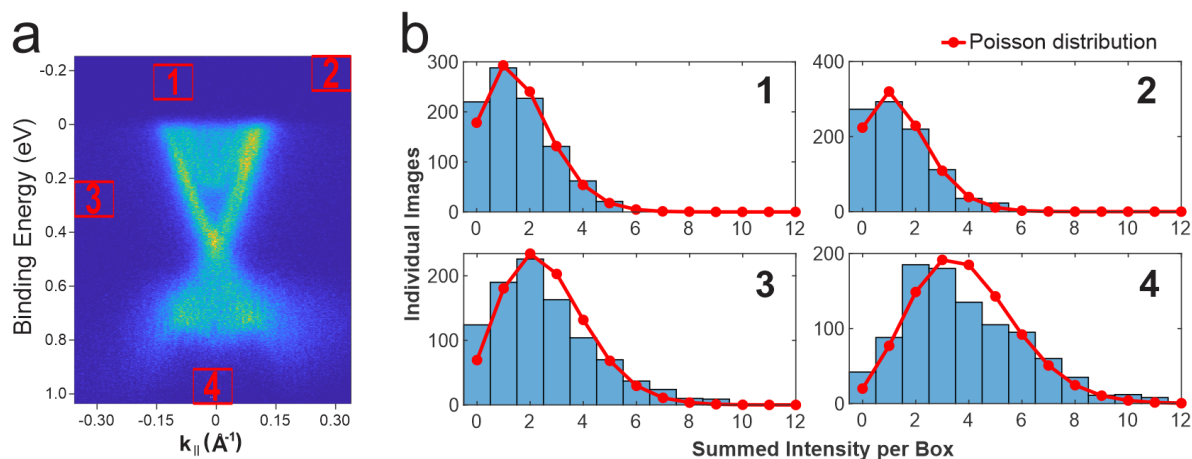 a
-0.2
0
0.2
0.4
0.6
0.8
1.0
Binding Energy (eV)
1
2
3
4
-0.30 -0.15 0 0.15 0.30
k|| (Å-1)
b
Poisson distribution
Individual Images
300
200
100
0
1
0 2 4 6 8 10 12
400
200
0
2
0 2 4 6 8 10 12
200
100
0
3
0 2 4 6 8 10 12
200
100
0
4
0 2 4 6 8 10 12
Summed Intensity per Box